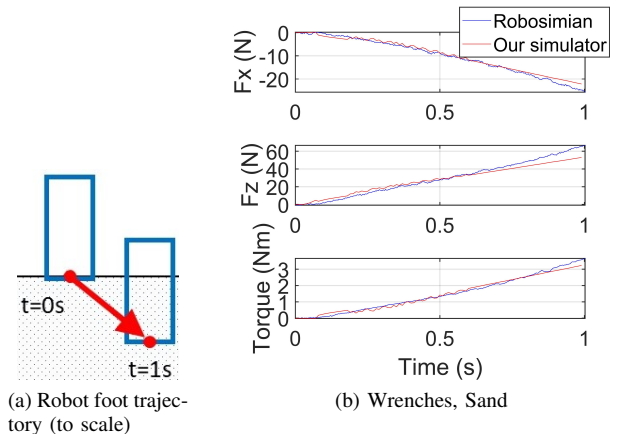 Robosimian
Our simulator
Fx (N)
0
-10
-20
0
0.5
1
Fz (N)
60
40
20
0
0
0.5
1
Torque (Nm)
3
2
1
0
0
0.5
1
Time (s)
t=0s
t=1s
(a) Robot foot trajec-
tory (to scale)
(b) Wrenches, Sand